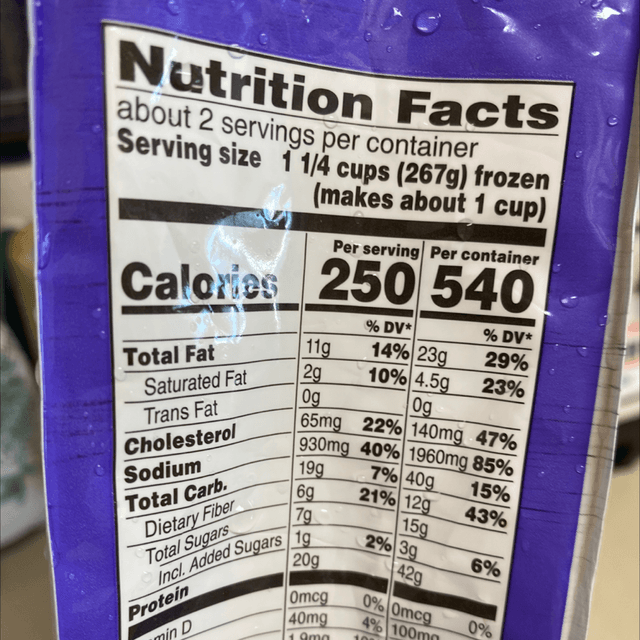 Nutrition Facts
about 2 servings per container
Serving size 1 1/4 cups (267g) frozen
(makes about 1 cup)
Per serving Per container
Calories 250 540
% DV* % DV*
Total Fat 11g 14% 23g 29%
Saturated Fat 2g 10% 4.5g 23%
Trans Fat 0g 0g
Cholesterol 65mg 22% 140mg 47%
Sodium 930mg 40% 1960mg 85%
Total Carb. 19g 7% 40g 15%
Dietary Fiber 6g 21% 12g 43%
Total Sugars 7g 15g
Incl. Added Sugars 1g 2% 3g 6%
Protein 20g 42g
min D 0mcg 0% 0mcg 0%
40mg 4% 100mg